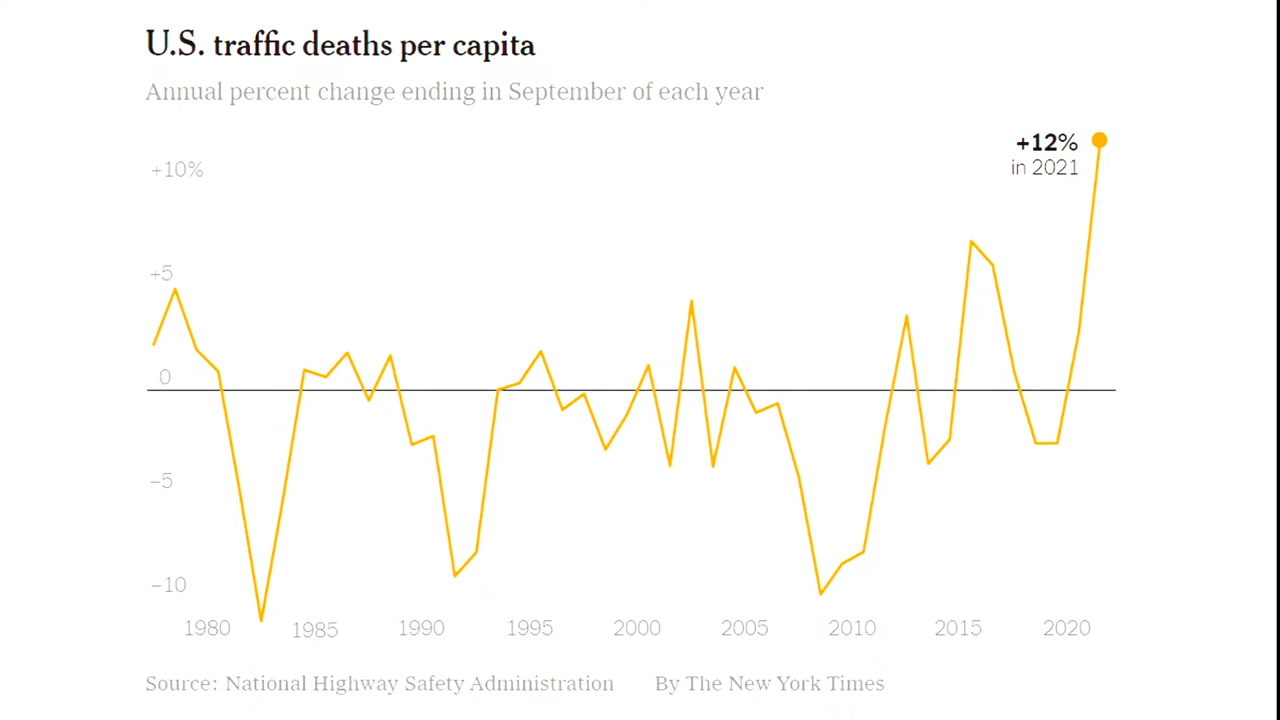 U.S. traffic deaths per capita
Annual percent change ending in September of each year
+12%
in 2021
+10%
+5
0
–5
–10
1980 1985 1990 1995 2000 2005 2010 2015 2020
Source: National Highway Safety Administration By The New York Times